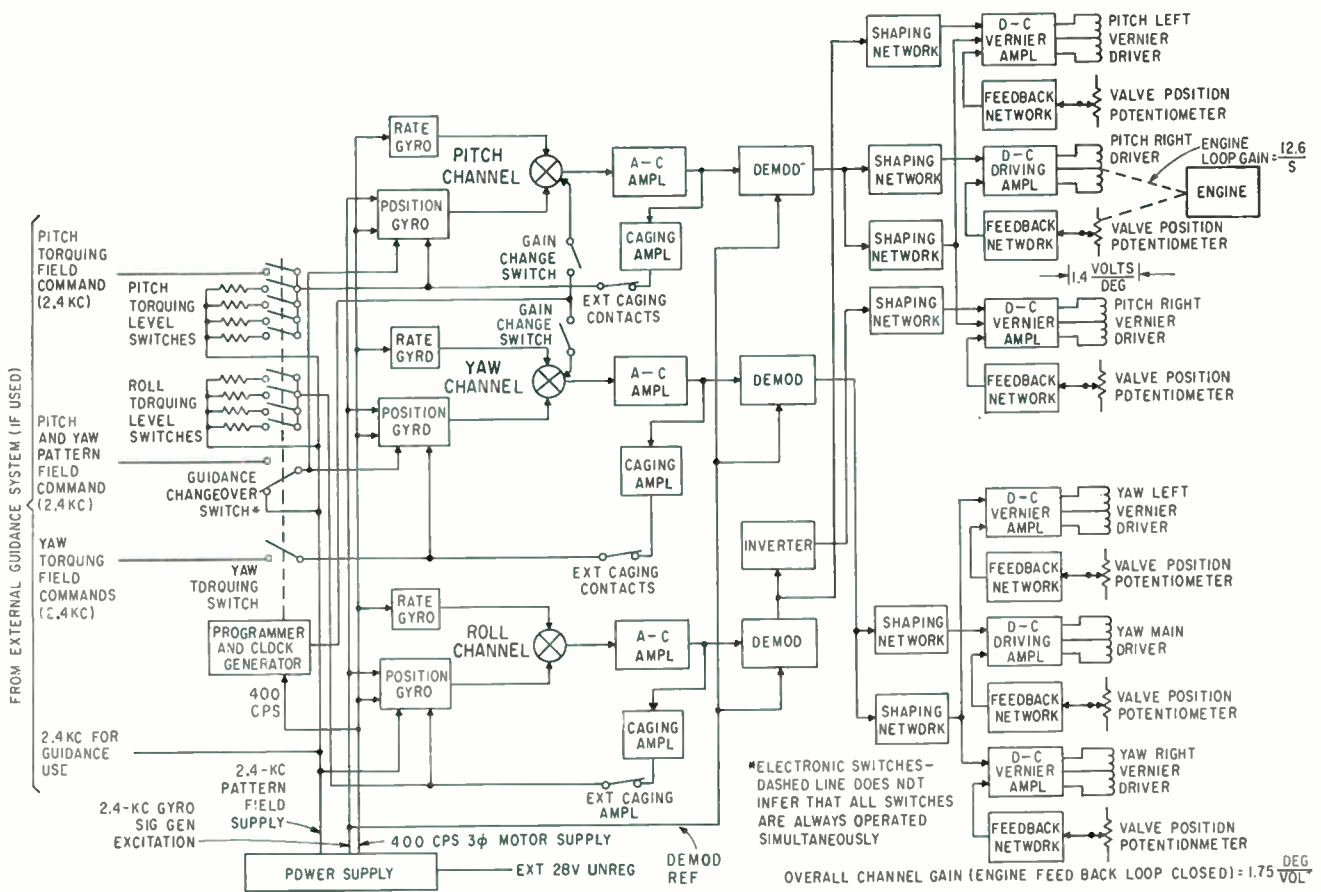 FROM EXTERNAL GUIDANCE SYSTEM (IF USED)
PITCH
TORQUING
FIELD
COMMAND
(2.4 KC)
PITCH
TORQUING
LEVEL
SWITCHES
ROLL
TORQUING
LEVEL
SWITCHES
PITCH
AND YAW
PATTERN
FIELD
COMMAND
(2.4 KC)
GUIDANCE
CHANGEOVER
SWITCH*
YAW
TORQUNG
FIELD
COMMANDS
(2.4KC)
YAW
TORQUING
SWITCH
PROGRAMMER
AND CLOCK
GENERATOR
400
CPS
2.4 KC FOR
GUIDANCE
USE
2.4-KC
PATTERN
FIELD
SUPPLY
2.4-KC GYRO
SIG GEN
EXCITATION
400 CPS 3ϕ MOTOR SUPPLY
POWER SUPPLY
EXT 28V UNREG
DEMOD
REF
RATE
GYRO
PITCH
CHANNEL
POSITION
GYRO
GAIN
CHANGE
SWITCH
A-C
AMPL
CAGING
AMPL
EXT CAGING
CONTACTS
DEMOD
GAIN
CHANGE
SWITCH
RATE
GYRO
YAW
CHANNEL
POSITION
GYRO
A-C
AMPL
CAGING
AMPL
EXT CAGING
CONTACTS
DEMOD
INVERTER
RATE
GYRO
ROLL
CHANNEL
POSITION
GYRO
A-C
AMPL
CAGING
AMPL
EXT CAGING
AMPL
DEMOD
SHAPING
NETWORK
D-C
VERNIER
AMPL
PITCH LEFT
VERNIER
DRIVER
FEEDBACK
NETWORK
VALVE POSITION
POTENTIOMETER
SHAPING
NETWORK
D-C
DRIVING
AMPL
PITCH RIGHT
DRIVER
ENGINE
LOOP GAIN = 12.6
S
ENGINE
FEEDBACK
NETWORK
VALVE POSITION
POTENTIOMETER
1.4 VOLTS
DEG
SHAPING
NETWORK
SHAPING
NETWORK
D-C
VERNIER
AMPL
PITCH RIGHT
VERNIER
DRIVER
FEEDBACK
NETWORK
VALVE POSITION
POTENTIOMETER
D-C
VERNIER
AMPL
YAW LEFT
VERNIER
DRIVER
FEEDBACK
NETWORK
VALVE POSITION
POTENTIOMETER
SHAPING
NETWORK
D-C
DRIVING
AMPL
YAW MAIN
DRIVER
FEEDBACK
NETWORK
VALVE POSITION
POTENTIOMETER
SHAPING
NETWORK
D-C
VERNIER
AMPL
YAW RIGHT
VERNIER
DRIVER
FEEDBACK
NETWORK
VALVE POSITION
POTENTIONMETER
*ELECTRONIC SWITCHES-
DASHED LINE DOES NOT
INFER THAT ALL SWITCHES
ARE ALWAYS OPERATED
SIMULTANEOUSLY
OVERALL CHANNEL GAIN (ENGINE FEED BACK LOOP CLOSED) = 1.75 DEG
VOLT